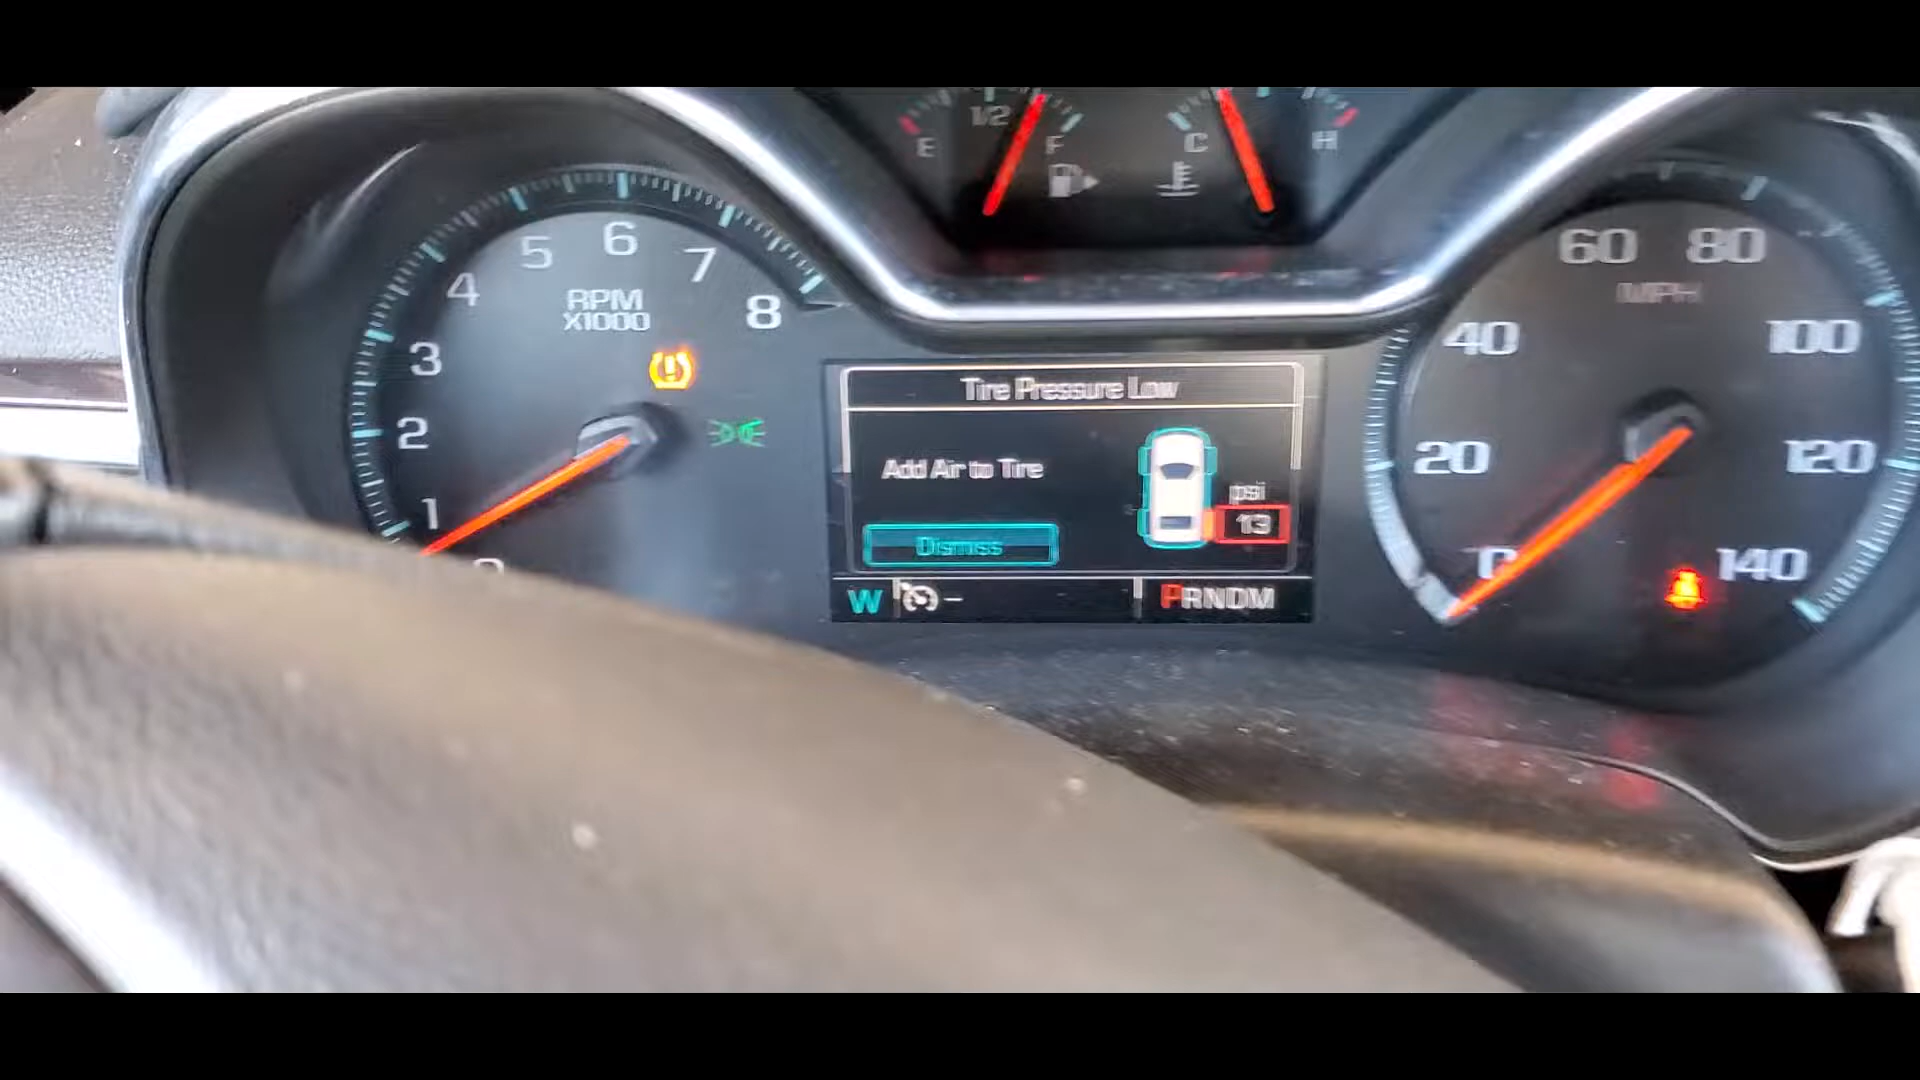 E 1/2 F
C H
1 2 3 4 5 6 7 8
RPM
X1000
Tire Pressure Low
Add Air to Tire
psi
13
Dismiss
W
PRNDM
0 20 40 60 80 100 120 140
MPH